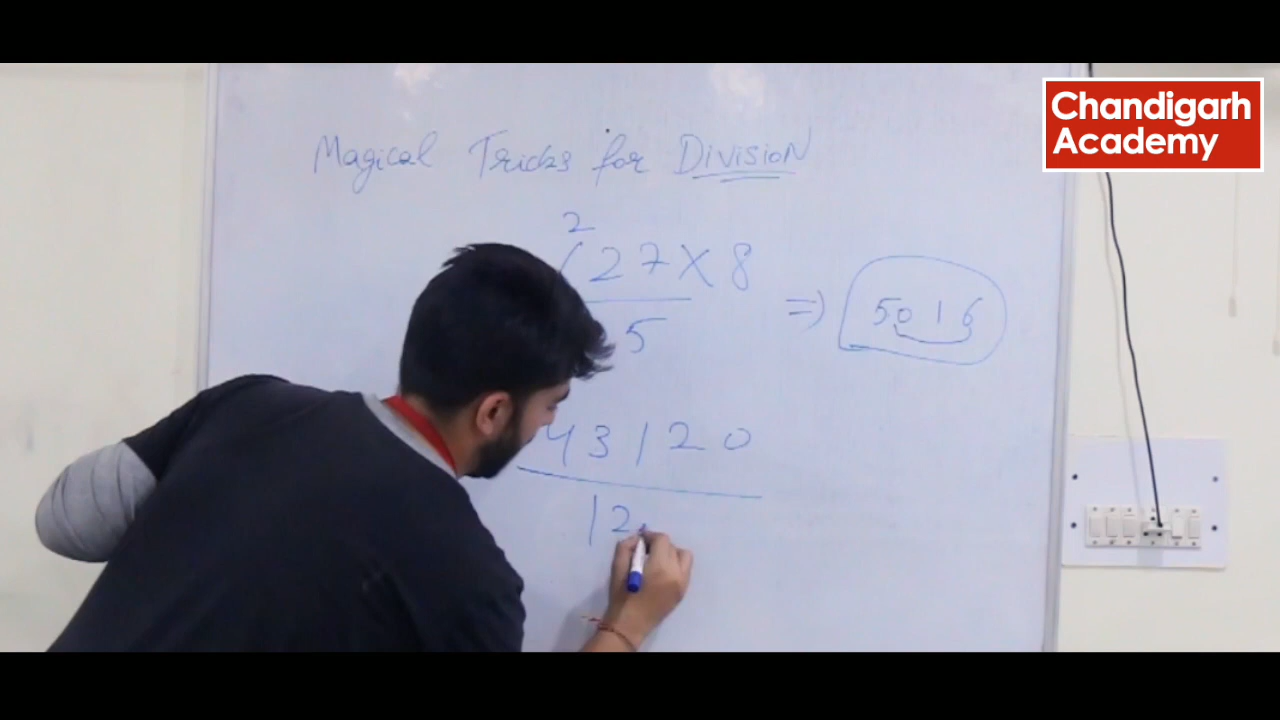 Chandigarh
Academy
Magical Tricks for DivisioN
2
27 X 8
5
=> 5016
43120
12